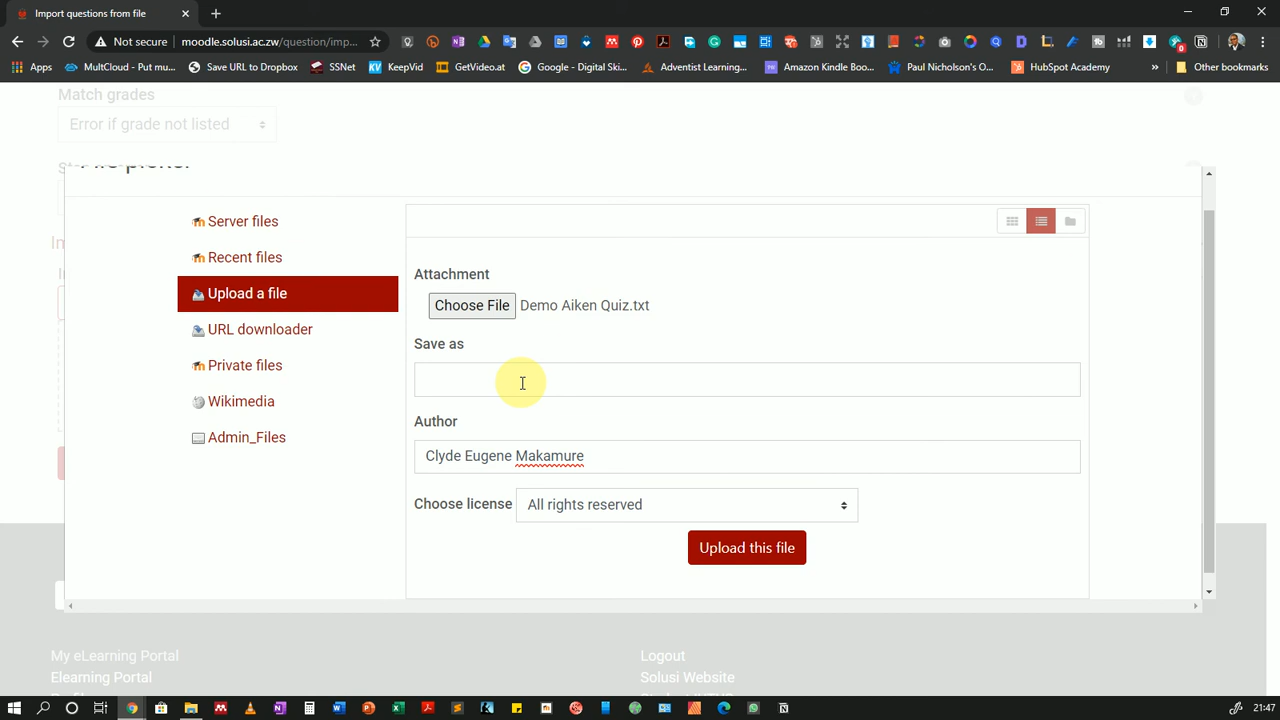 Import questions from file
Not secure
moodle.solusi.ac.zw/question/imp...
Apps
MultCloud - Put mu...
Save URL to Dropbox
SSNet
KeepVid
GetVideo.at
Google - Digital Ski...
Adventist Learning...
Amazon Kindle Boo...
Paul Nicholson's O...
HubSpot Academy
»
Other bookmarks
Match grades
Error if grade not listed
Server files
Recent files
Upload a file
URL downloader
Private files
Wikimedia
Admin_Files
Attachment
Choose File Demo Aiken Quiz.txt
Save as
Author
Clyde Eugene Makamure
Choose license All rights reserved
Upload this file
My eLearning Portal
Elearning Portal
Logout
Solusi Website
21:47